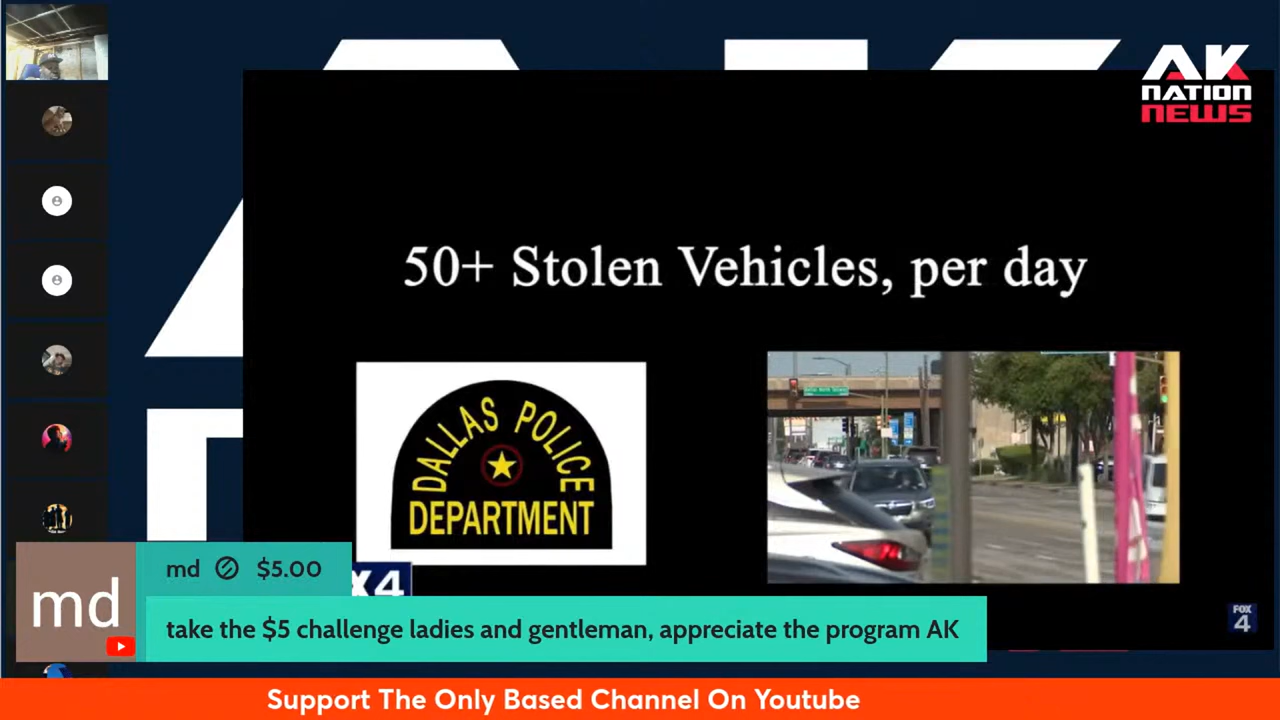 AK
NATION
NEWS
50+ Stolen Vehicles, per day
DALLAS POLICE
DEPARTMENT
X4
FOX
4
md
md $5.00
take the $5 challenge ladies and gentleman, appreciate the program AK
Support The Only Based Channel On Youtube